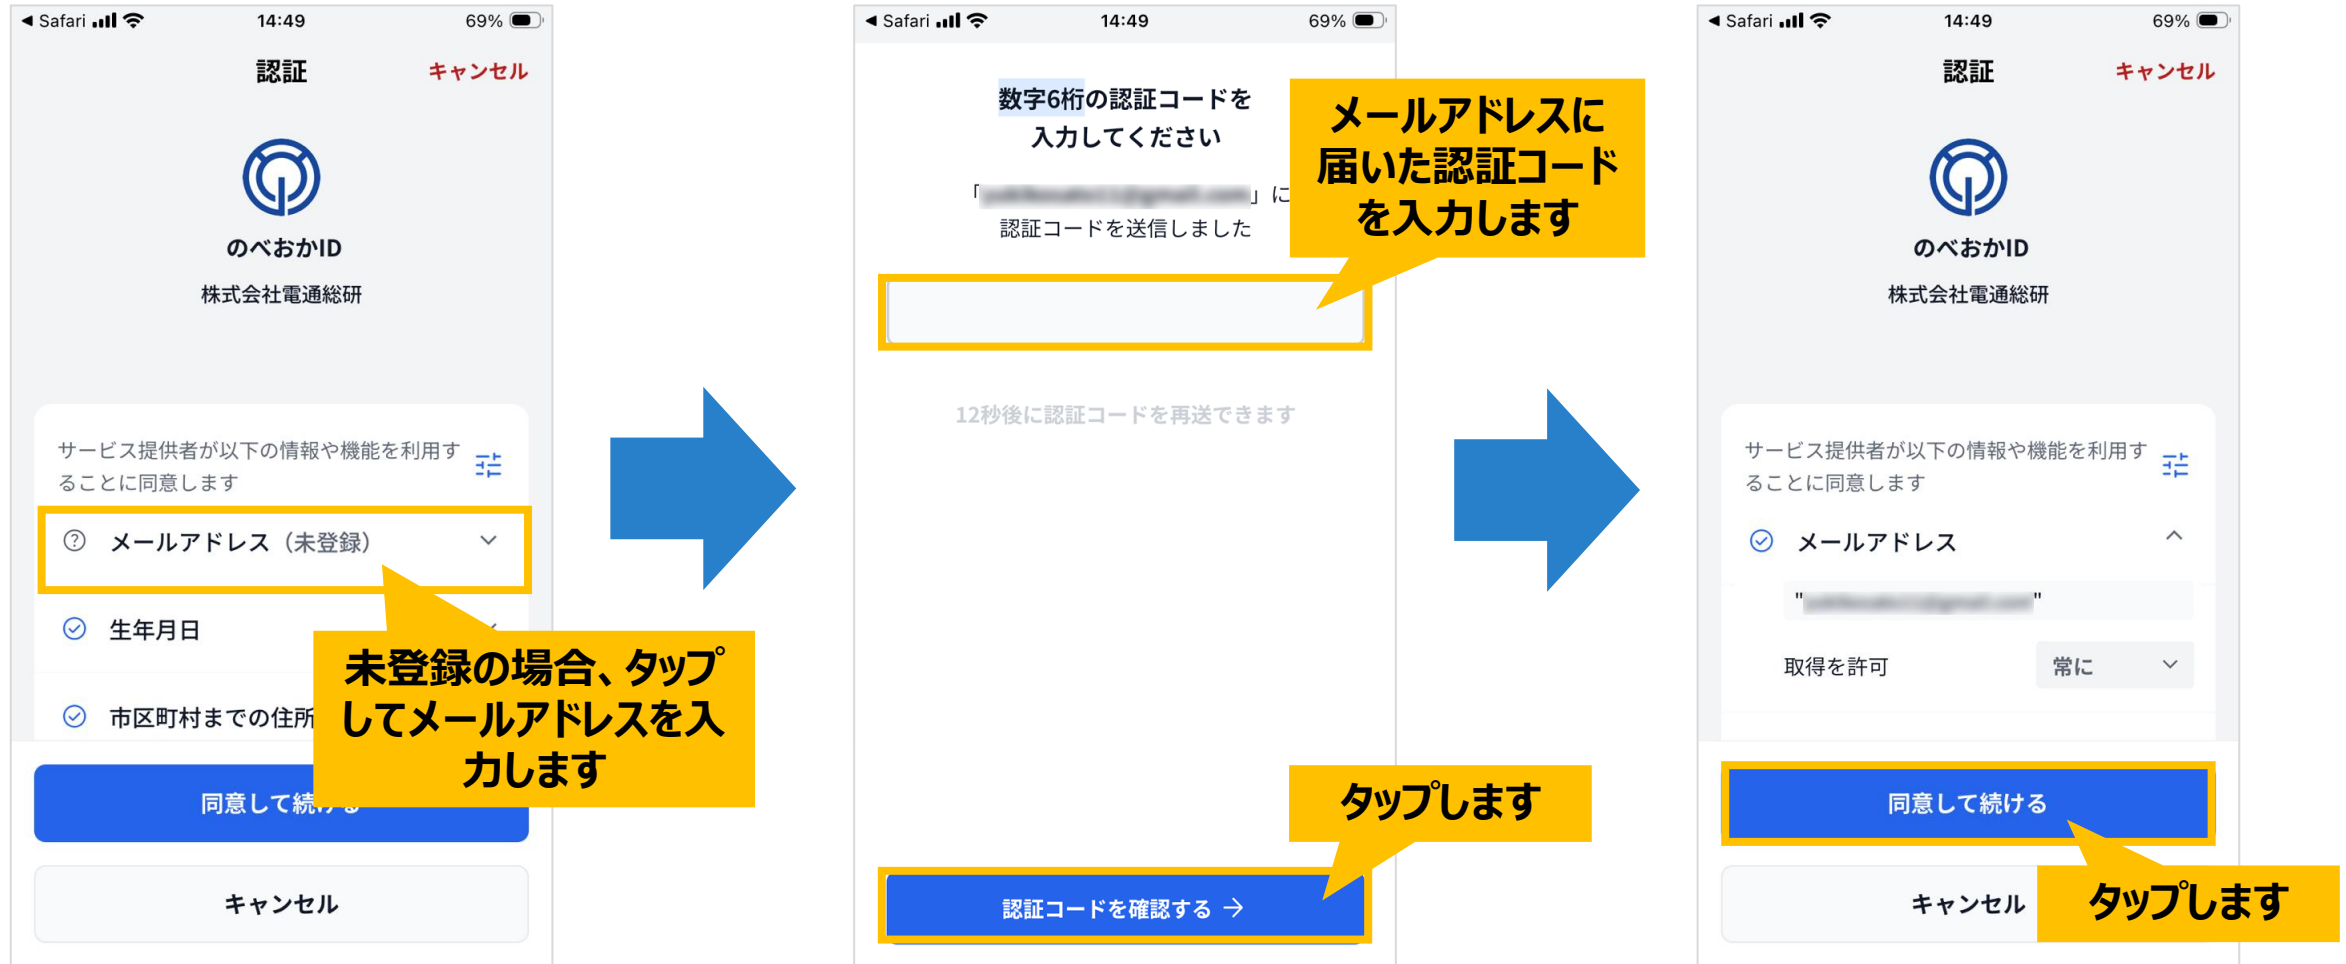 Safari
14:49
69%
認証
キャンセル
のべおかID
株式会社電通総研
サービス提供者が以下の情報や機能を利用す
ることに同意します
メールアドレス（未登録）
生年月日
市区町村までの住所
未登録の場合、タップ
してメールアドレスを入
力します
同意して続ける
キャンセル
Safari
14:49
69%
数字6桁の認証コードを
入力してください
「
」に
認証コードを送信しました
メールアドレスに
届いた認証コード
を入力します
12秒後に認証コードを再送できます
タップします
認証コードを確認する →
Safari
14:49
69%
認証
キャンセル
のべおかID
株式会社電通総研
サービス提供者が以下の情報や機能を利用す
ることに同意します
メールアドレス
" "
取得を許可
常に
同意して続ける
キャンセル
タップします